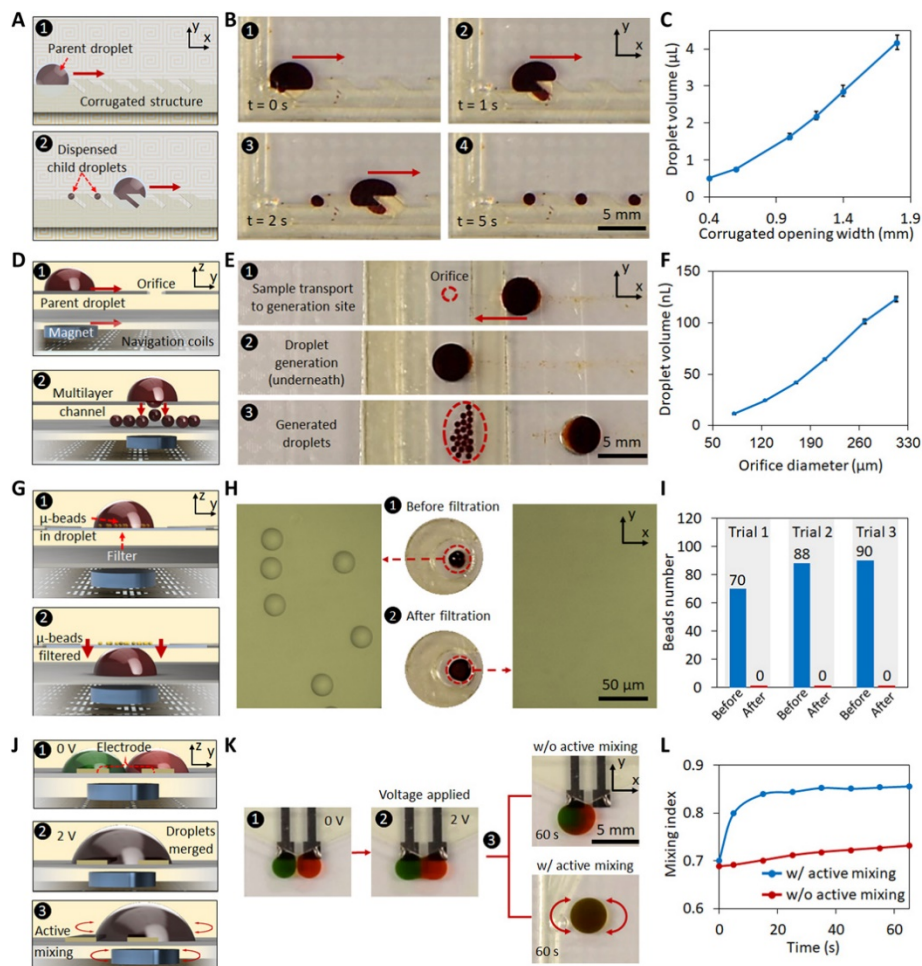 A
1
y
x
Parent droplet
Corrugated structure
2
Dispensed
child droplets
B
1
t = 0 s
2
y
x
t = 1 s
3
t = 2 s
4
t = 5 s
5 mm
C
Droplet volume (µL)
5
4
3
2
1
0
0.4
0.9
1.4
1.9
Corrugated opening width (mm)
D
1
z
y
Orifice
Parent droplet
Magnet
Navigation coils
2
Multilayer
channel
E
1
Orifice
y
x
Sample transport
to generation site
2
Droplet
generation
(underneath)
3
Generated
droplets
5 mm
F
Droplet volume (nL)
150
100
50
0
50
120
190
260
330
Orifice diameter (µm)
G
1
z
y
µ-beads
in droplet
Filter
2
µ-beads
filtered
H
1 Before filtration
2 After filtration
y
x
50 µm
I
Beads number
120
100
80
60
40
20
0
Trial 1
Trial 2
Trial 3
70
0
88
0
90
0
Before
After
Before
After
Before
After
J
1
0 V
Electrode
z
y
2
2 V
Droplets
merged
3
Active
mixing
K
1
0 V
Voltage applied
2
2 V
3
w/o active mixing
y
x
60 s
5 mm
w/ active mixing
60 s
L
Mixing index
0.9
0.8
0.7
0.6
w/ active mixing
w/o active mixing
0
20
40
60
Time (s)